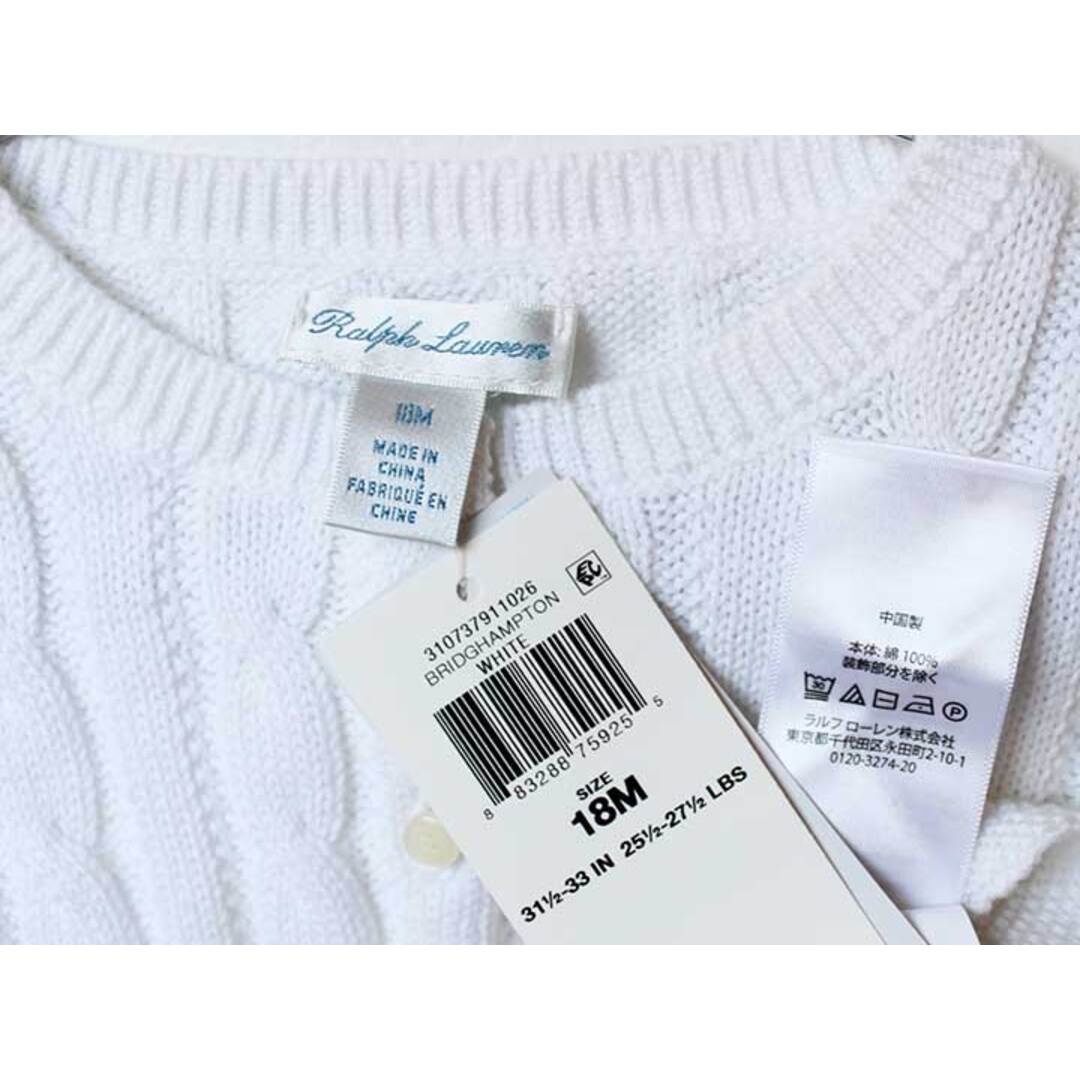 Ralph Lauren
18M
MADE IN
CHINA
FABRIQUÉ EN
CHINE
310737911026
BRIDGHAMPTON
WHITE
8 83288 75925 5
SIZE
18M
31½-33 IN 25½-27½ LBS
中国製
本体: 綿 100%
装飾部分を除く
30 P
ラルフ ローレン株式会社
東京都千代田区永田町2-10-1
0120-3274-20